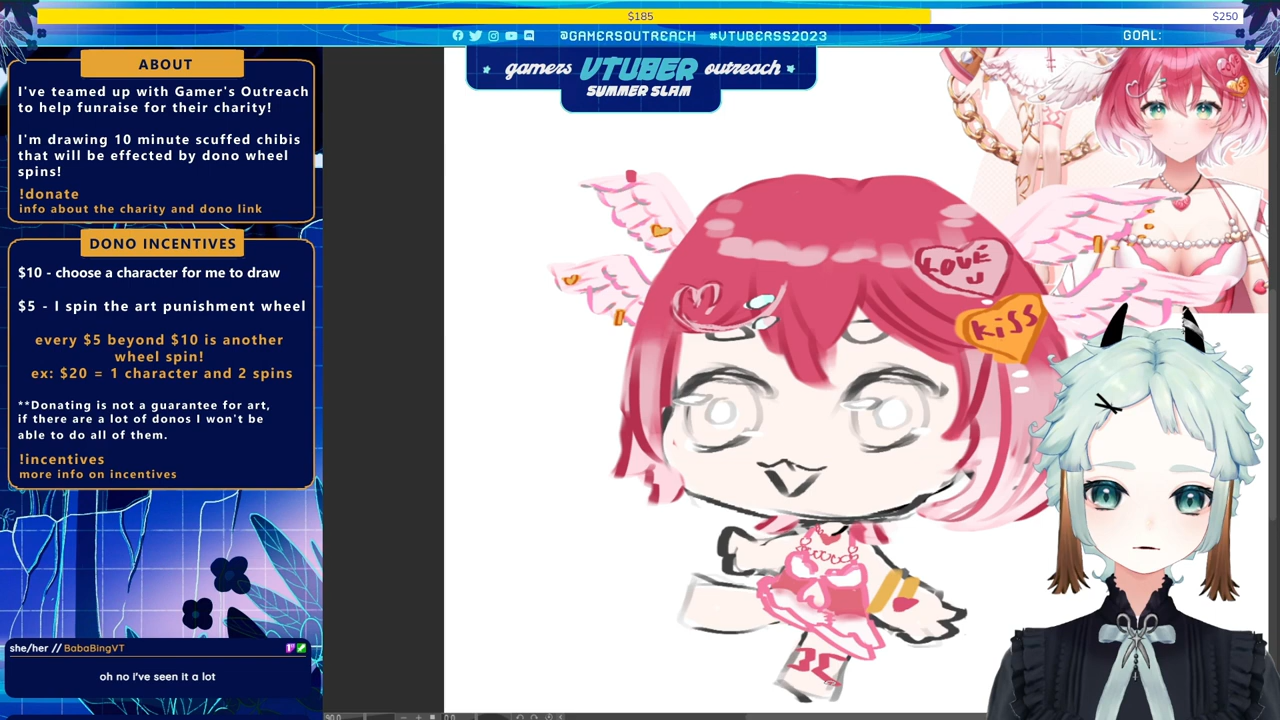 $185
$250
@GAMERSOUTREACH #VTUBERSS2023
GOAL:
gamers VTUBER outreach
SUMMER SLAM
ABOUT
I've teamed up with Gamer's Outreach
to help funraise for their charity!
I'm drawing 10 minute scuffed chibis
that will be effected by dono wheel
spins!
!donate
info about the charity and dono link
DONO INCENTIVES
$10 - choose a character for me to draw
$5 - I spin the art punishment wheel
every $5 beyond $10 is another
wheel spin!
ex: $20 = 1 character and 2 spins
**Donating is not a guarantee for art,
if there are a lot of donos I won't be
able to do all of them.
!incentives
more info on incentives
LOVE
U
KiSS
she/her // BabaBingVT
oh no i've seen it a lot